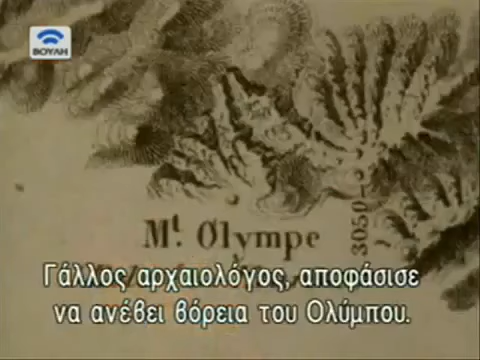 ΒΟΥΛΗ
Mt. Olympe
3050
Γάλλος αρχαιολόγος, αποφάσισε
να ανέβει βόρεια του Ολύμπου.